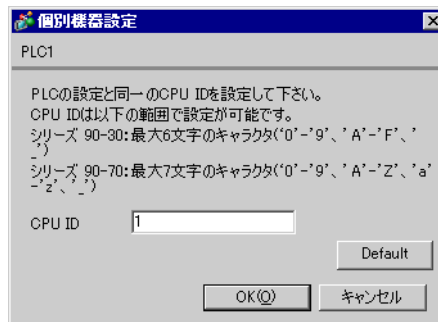 個別機器設定
PLC1
PLCの設定と同一のCPU IDを設定して下さい。
CPU IDは以下の範囲で設定が可能です。
シリーズ 90-30:最大6文字のキャラクタ('0'-'9'、'A'-'F'、'
_')
シリーズ 90-70:最大7文字のキャラクタ('0'-'9'、'A'-'Z'、'a'
-'z'、'_')
CPU ID 1
Default
OK(O) キャンセル